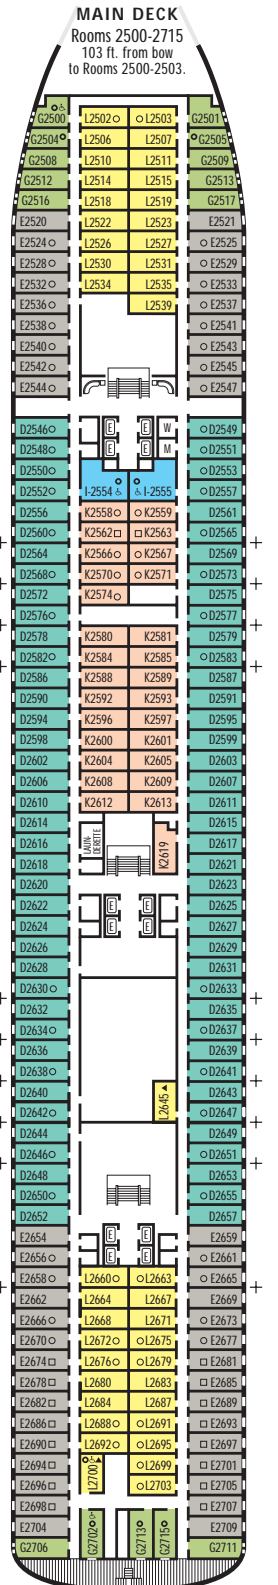 MAIN DECK
Rooms 2500-2715
103 ft. from bow
to Rooms 2500-2503.
G2500 L2502 L2503 G2501
G2504 L2506 L2507 G2505
G2508 L2510 L2511 G2509
G2512 L2514 L2515 G2513
G2516 L2518 L2519 G2517
E2520 L2522 L2523 E2521
E2524 L2526 L2527 E2525
E2528 L2530 L2531 E2529
E2532 L2534 L2535 E2533
E2536 L2539 E2537
E2538 E2541
E2540 E2543
E2542 E2545
E2544 E2547
D2546 E E W D2549
D2548 E E M D2551
D2550 D2553
D2552 I-2554 I-2555 D2557
D2556 K2558 K2559 D2561
D2560 K2562 K2563 D2565
D2564 K2566 K2567 D2569
D2568 K2570 K2571 D2573
D2572 K2574 D2575
D2576 D2577
D2578 K2580 K2581 D2579
D2582 K2584 K2585 D2583
D2586 K2588 K2589 D2587
D2590 K2592 K2593 D2591
D2594 K2596 K2597 D2595
D2598 K2600 K2601 D2599
D2602 K2604 K2605 D2603
D2606 K2608 K2609 D2607
D2610 K2612 K2613 D2611
D2614 D2615
D2616 LAUN-
DERETTE K2619 D2617
D2618 D2621
D2620 D2623
D2622 E E D2625
D2624 E E D2627
D2626 D2629
D2628 D2631
D2630 D2633
D2632 D2635
D2634 D2637
D2636 D2639
D2638 D2641
D2640 L2645 D2643
D2642 D2647
D2644 D2649
D2646 D2651
D2648 D2653
D2650 D2655
D2652 D2657
E2654 E E E2659
E2656 E E E2661
E2658 L2660 L2663 E2665
E2662 L2664 L2667 E2669
E2666 L2668 L2671 E2673
E2670 L2672 L2675 E2677
E2674 L2676 L2679 E2681
E2678 L2680 L2683 E2685
E2682 L2684 L2687 E2689
E2686 L2688 L2691 E2693
E2690 L2692 L2695 E2697
E2694 L2700 L2699 E2701
E2696 L2703 E2705
E2698 E2707
E2704 G2702 G2713 G2715 E2709
G2706 G2711